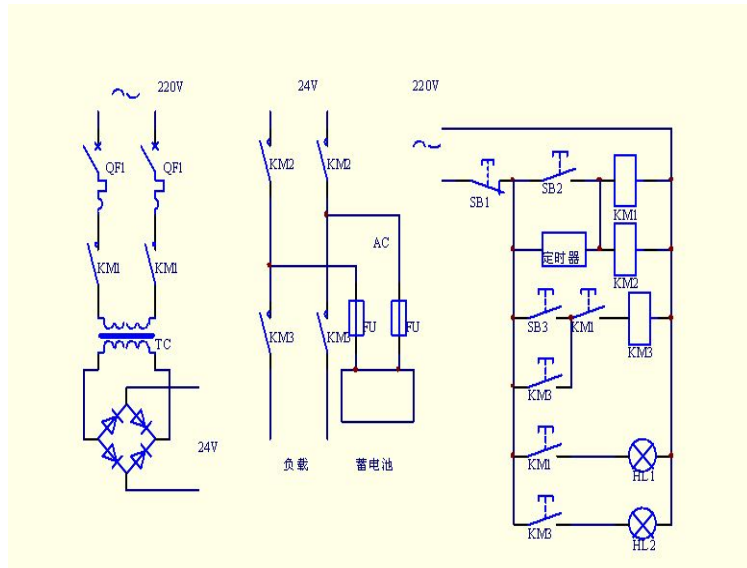 220V
24V
220V
QF1
QF1
KM2
KM2
SB1
SB2
KM1
AC
定时器
KM1
KM1
KM2
FU
FU
TC
KM3
KM3
SB3
KM1
KM3
KM3
24V
负载
蓄电池
KM1
HL1
KM3
HL2